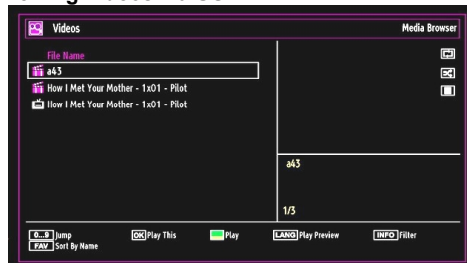 Videos
Media Browser
File Name
a43
How I Met Your Mother - 1x01 - Pilot
How I Met Your Mother - 1x01 - Pilot
a43
1/3
0...9 Jump
OK Play This
Play
LANG Play Preview
INFO Filter
FAV Sort By Name